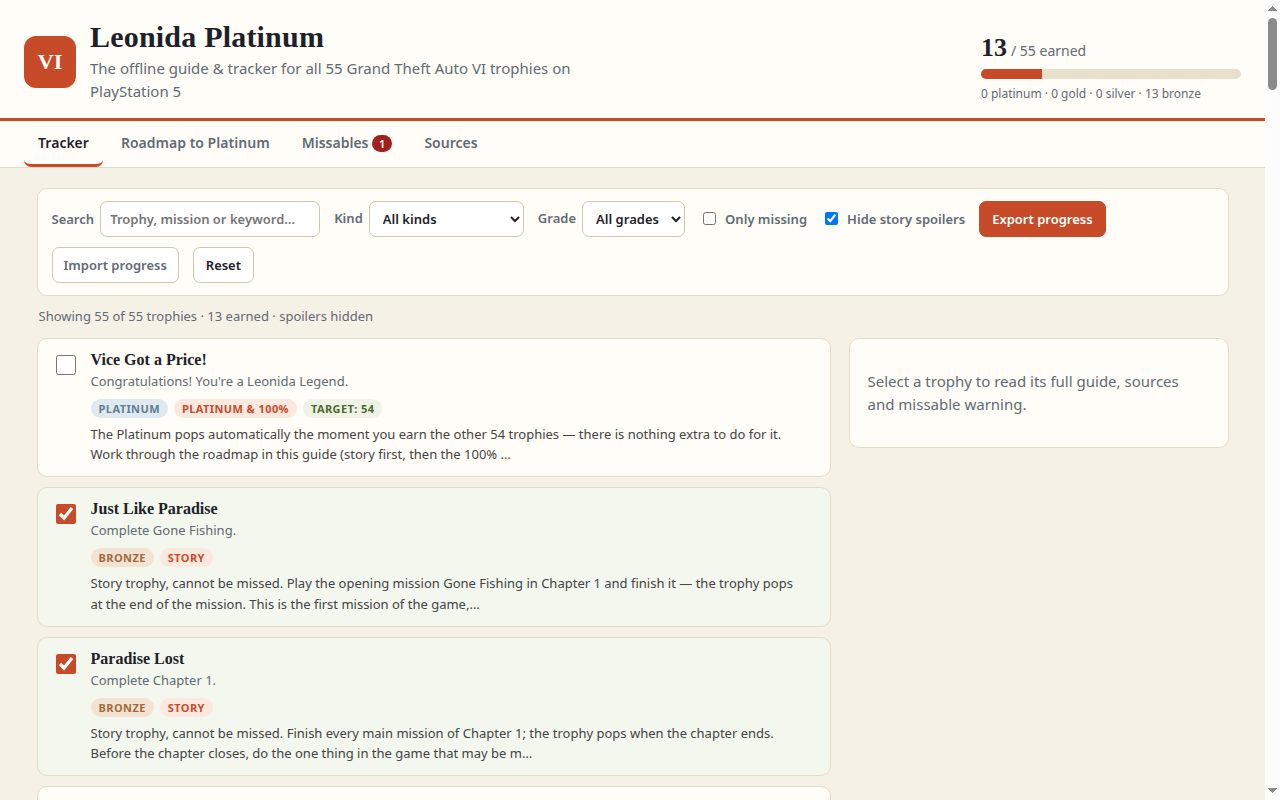 VI
Leonida Platinum
The offline guide & tracker for all 55 Grand Theft Auto VI trophies on
PlayStation 5
13 / 55 earned
0 platinum · 0 gold · 0 silver · 13 bronze
Tracker Roadmap to Platinum Missables 1 Sources
Search Trophy, mission or keyword... Kind All kinds Grade All grades Only missing Hide story spoilers Export progress
Import progress Reset
Showing 55 of 55 trophies · 13 earned · spoilers hidden
Vice Got a Price!
Congratulations! You're a Leonida Legend.
PLATINUM PLATINUM & 100% TARGET: 54
The Platinum pops automatically the moment you earn the other 54 trophies — there is nothing extra to do for it.
Work through the roadmap in this guide (story first, then the 100% ...
Select a trophy to read its full guide, sources
and missable warning.
Just Like Paradise
Complete Gone Fishing.
BRONZE STORY
Story trophy, cannot be missed. Play the opening mission Gone Fishing in Chapter 1 and finish it — the trophy pops
at the end of the mission. This is the first mission of the game,...
Paradise Lost
Complete Chapter 1.
BRONZE STORY
Story trophy, cannot be missed. Finish every main mission of Chapter 1; the trophy pops when the chapter ends.
Before the chapter closes, do the one thing in the game that may be m...